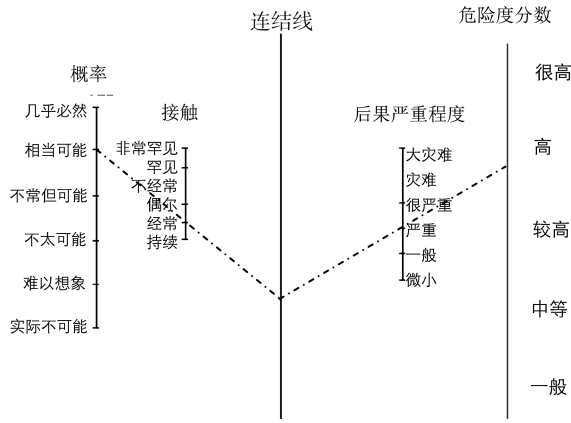 连结线
危险度分数
概率
几乎必然
相当可能
不常但可能
不太可能
难以想象
实际不可能
接触
非常罕见
罕见
不经常
偶尔
经常
持续
后果严重程度
大灾难
灾难
很严重
严重
一般
微小
很高
高
较高
中等
一般